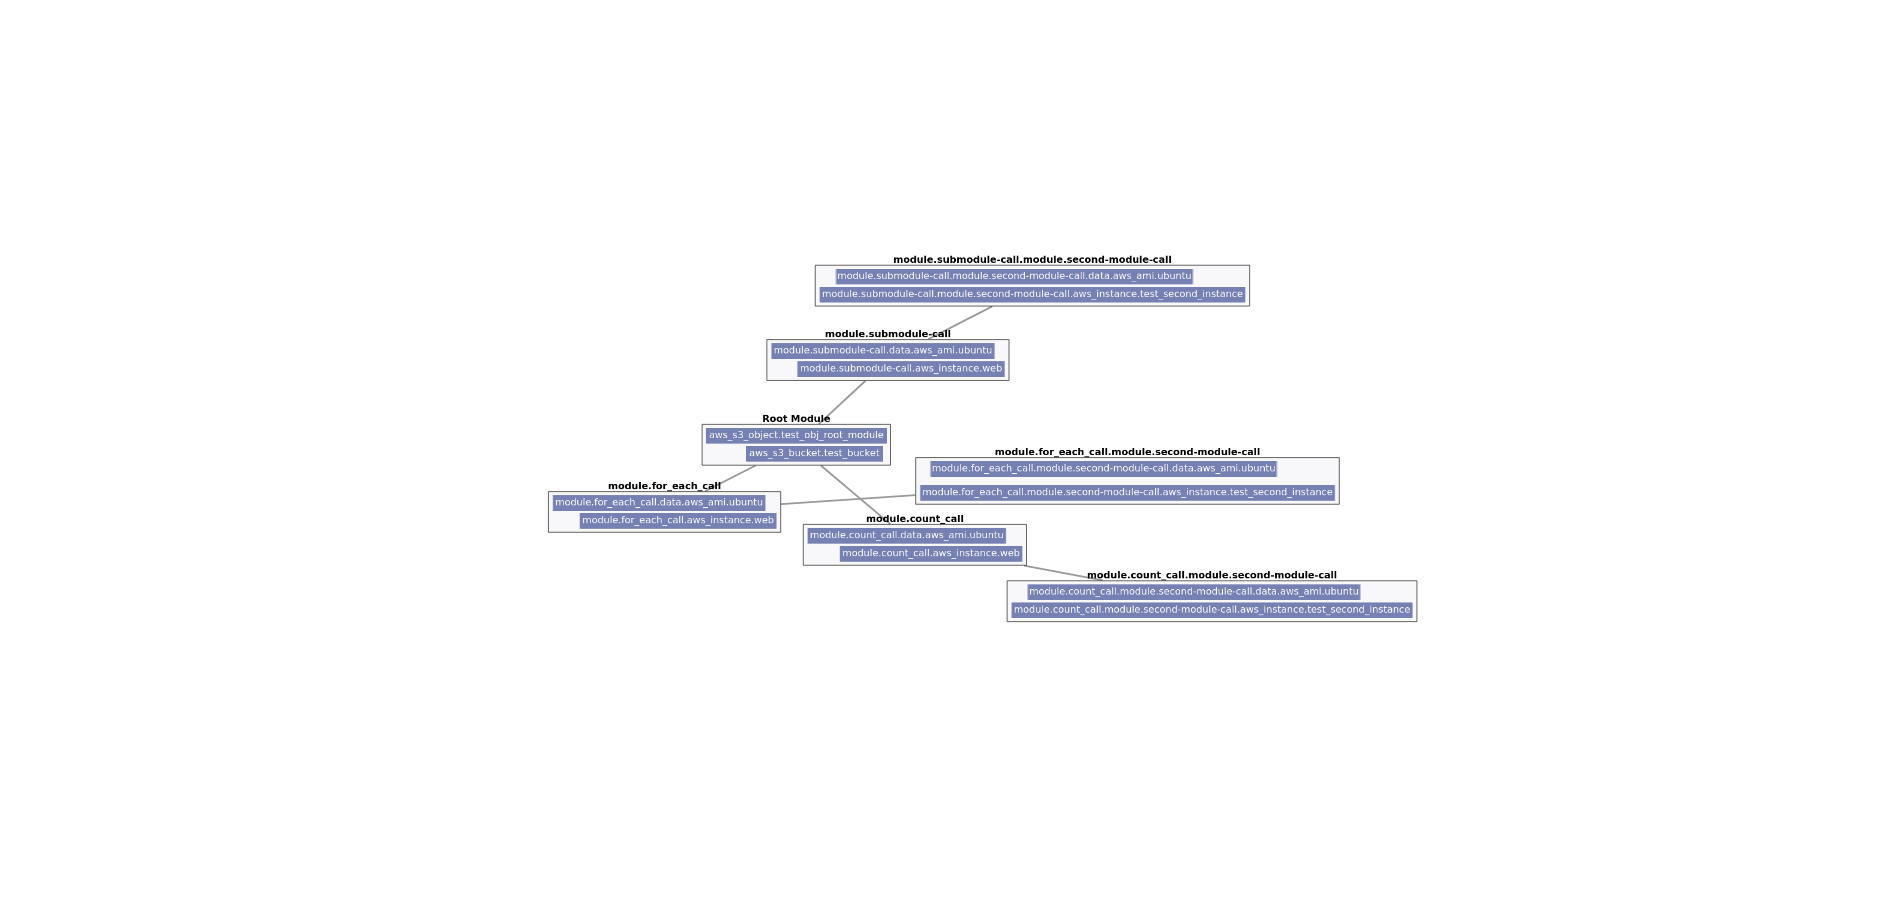 module.submodule-call.module.second-module-call
module.submodule-call.module.second-module-call.data.aws_ami.ubuntu
module.submodule-call.module.second-module-call.aws_instance.test_second_instance
module.submodule-call
module.submodule-call.data.aws_ami.ubuntu
module.submodule-call.aws_instance.web
Root Module
aws_s3_object.test_obj_root_module
aws_s3_bucket.test_bucket
module.for_each_call.module.second-module-call
module.for_each_call.module.second-module-call.data.aws_ami.ubuntu
module.for_each_call.module.second-module-call.aws_instance.test_second_instance
module.for_each_call
module.for_each_call.data.aws_ami.ubuntu
module.for_each_call.aws_instance.web
module.count_call
module.count_call.data.aws_ami.ubuntu
module.count_call.aws_instance.web
module.count_call.module.second-module-call
module.count_call.module.second-module-call.data.aws_ami.ubuntu
module.count_call.module.second-module-call.aws_instance.test_second_instance